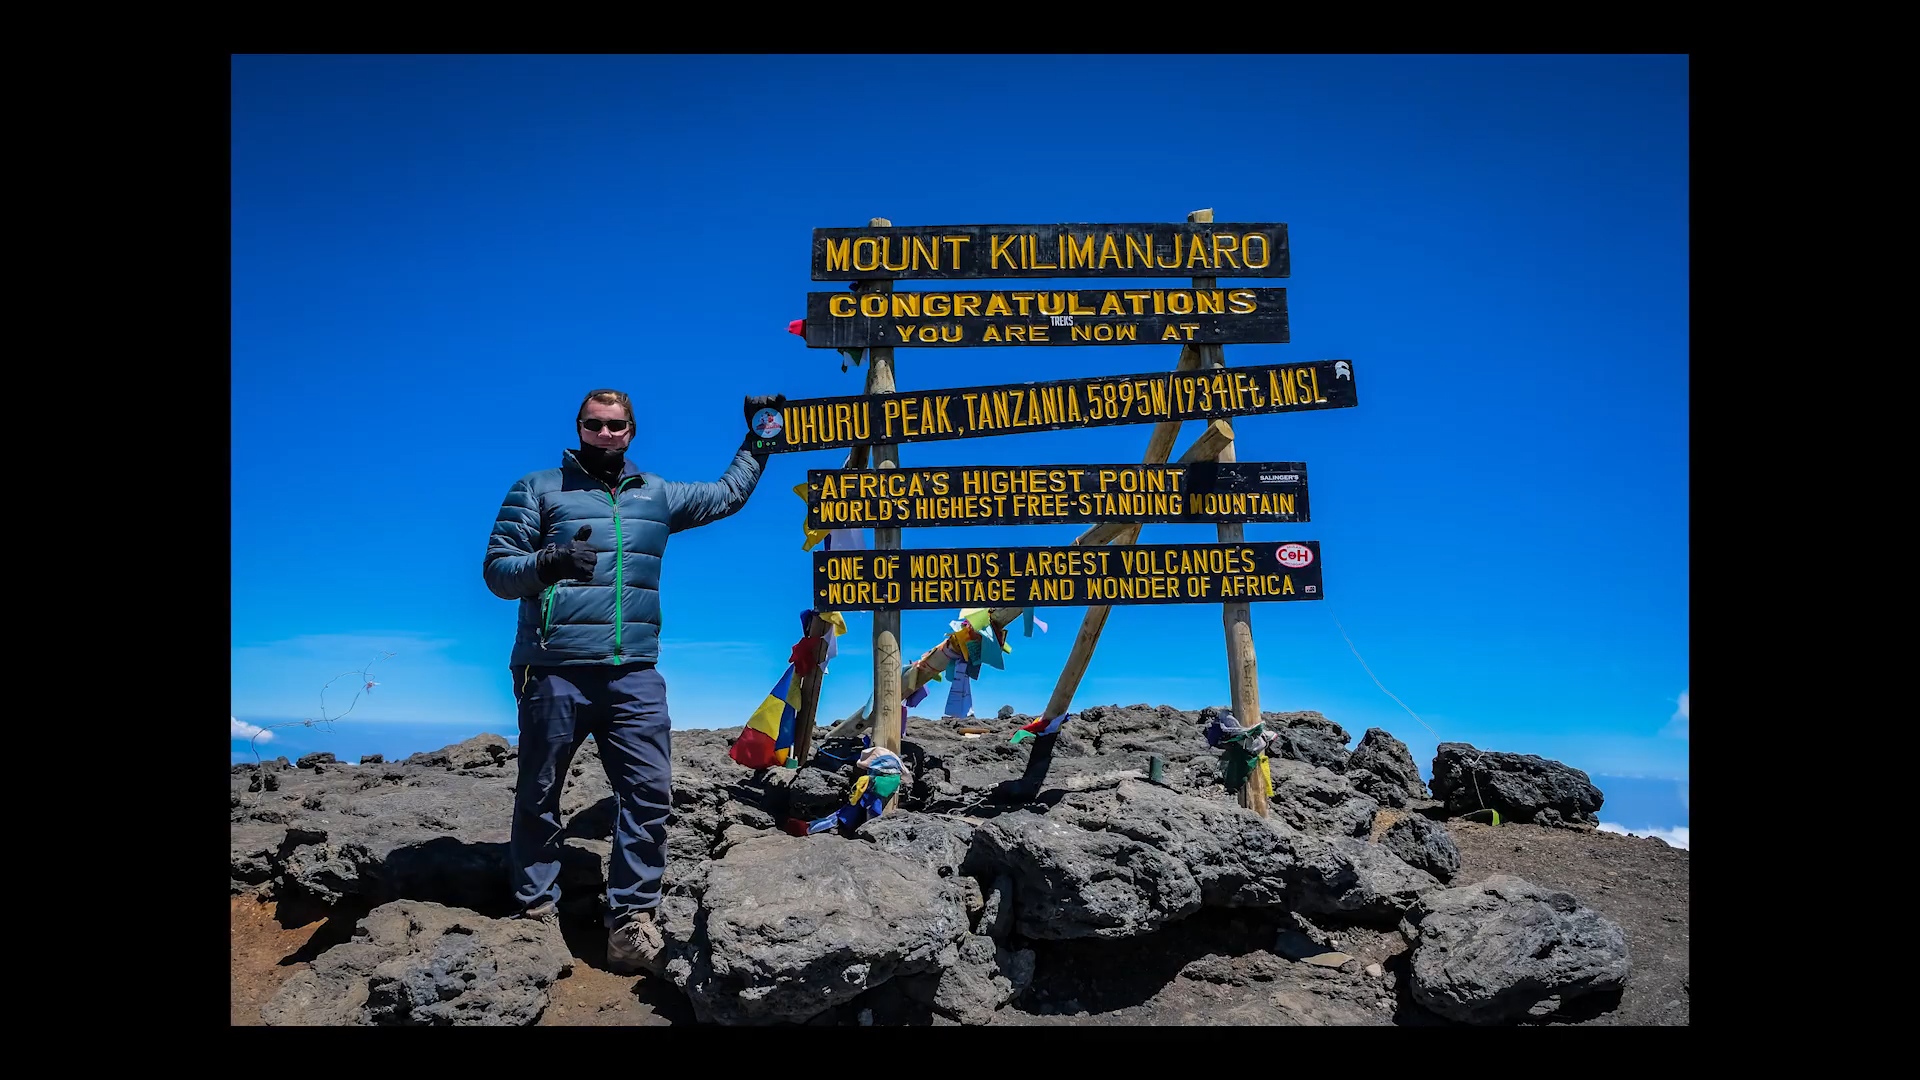 MOUNT KILIMANJARO
CONGRATULATIONS
TREKS
YOU ARE NOW AT
UHURU PEAK, TANZANIA, 5895M/19341Ft AMSL
•AFRICA'S HIGHEST POINT
SALINGER'S
•WORLD'S HIGHEST FREE-STANDING MOUNTAIN
•ONE OF WORLD'S LARGEST VOLCANOES
COH
•WORLD HERITAGE AND WONDER OF AFRICA